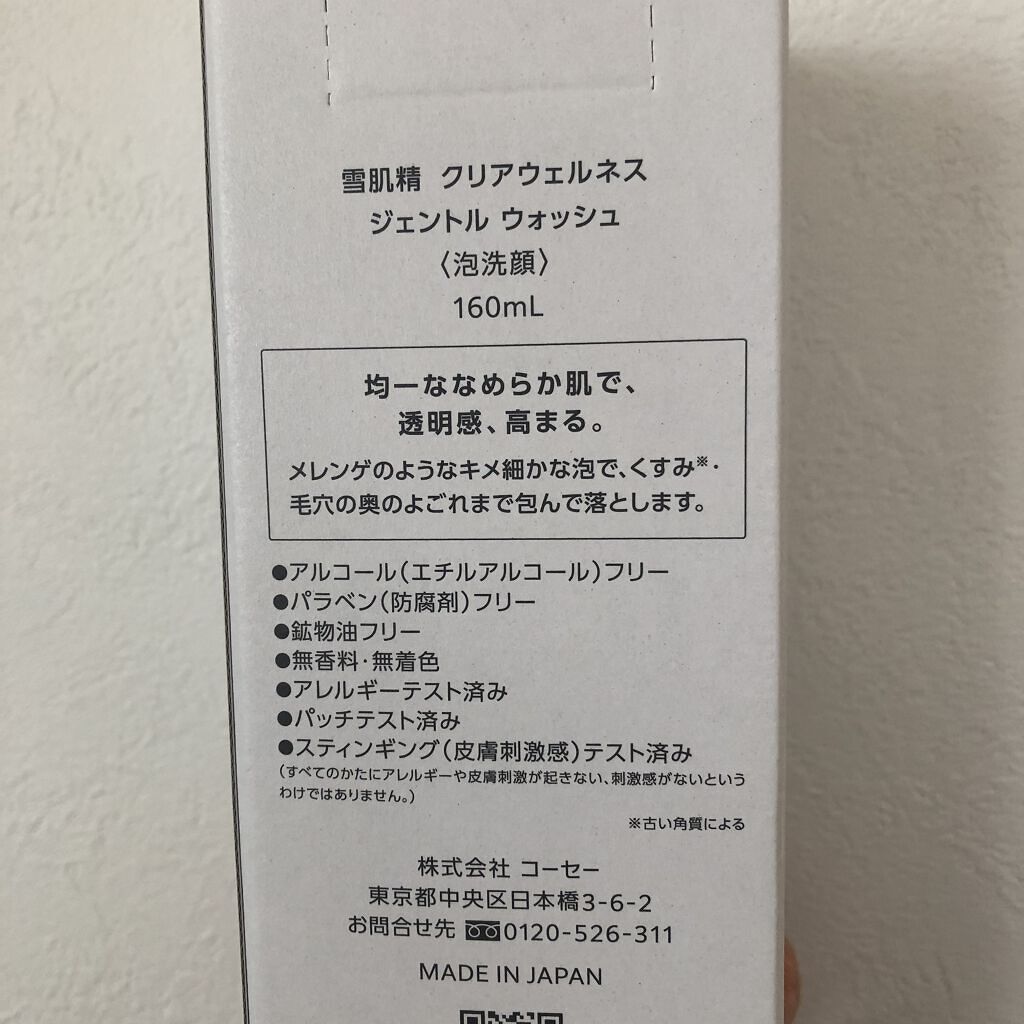 雪肌精 クリアウェルネス
ジェントル ウォッシュ
〈泡洗顔〉
160mL
均一ななめらか肌で、
透明感、高まる。
メレンゲのようなキメ細かな泡で、くすみ※・
毛穴の奥のよごれまで包んで落とします。
●アルコール(エチルアルコール)フリー
●パラベン(防腐剤)フリー
●鉱物油フリー
●無香料・無着色
●アレルギーテスト済み
●パッチテスト済み
●スティンギング(皮膚刺激感)テスト済み
(すべてのかたにアレルギーや皮膚刺激が起きない、刺激感がないという
わけではありません。)
※古い角質による
株式会社 コーセー
東京都中央区日本橋3-6-2
お問合せ先 0120-526-311
MADE IN JAPAN